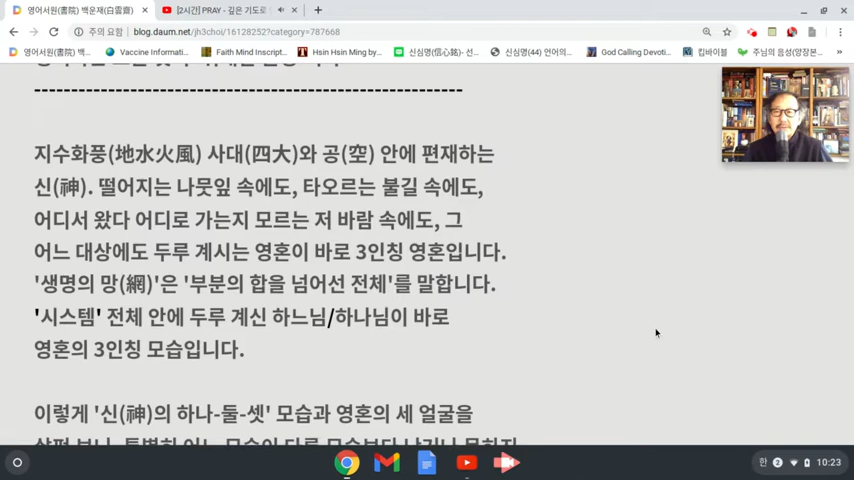 영어서원(書院) 백운재(白雲齋)
[2시간] PRAY - 깊은 기도로
주의 요함
blog.daum.net/jh3choi/16128252?category=787668
영어서원(書院) 백운재(白...
Vaccine Informati...
Faith Mind Inscript...
Hsin Hsin Ming by...
신심명(信心銘)- 선...
신심명(44) 언어의...
God Calling Devoti...
킵바이블
주님의 음성(양장본...
지수화풍(地水火風) 사대(四大)와 공(空) 안에 편재하는
신(神). 떨어지는 나뭇잎 속에도, 타오르는 불길 속에도,
어디서 왔다 어디로 가는지 모르는 저 바람 속에도, 그
어느 대상에도 두루 계시는 영혼이 바로 3인칭 영혼입니다.
'생명의 망(網)'은 '부분의 합을 넘어선 전체'를 말합니다.
'시스템' 전체 안에 두루 계신 하느님/하나님이 바로
영혼의 3인칭 모습입니다.
이렇게 '신(神)의 하나-둘-셋' 모습과 영혼의 세 얼굴을
한
2
10:23